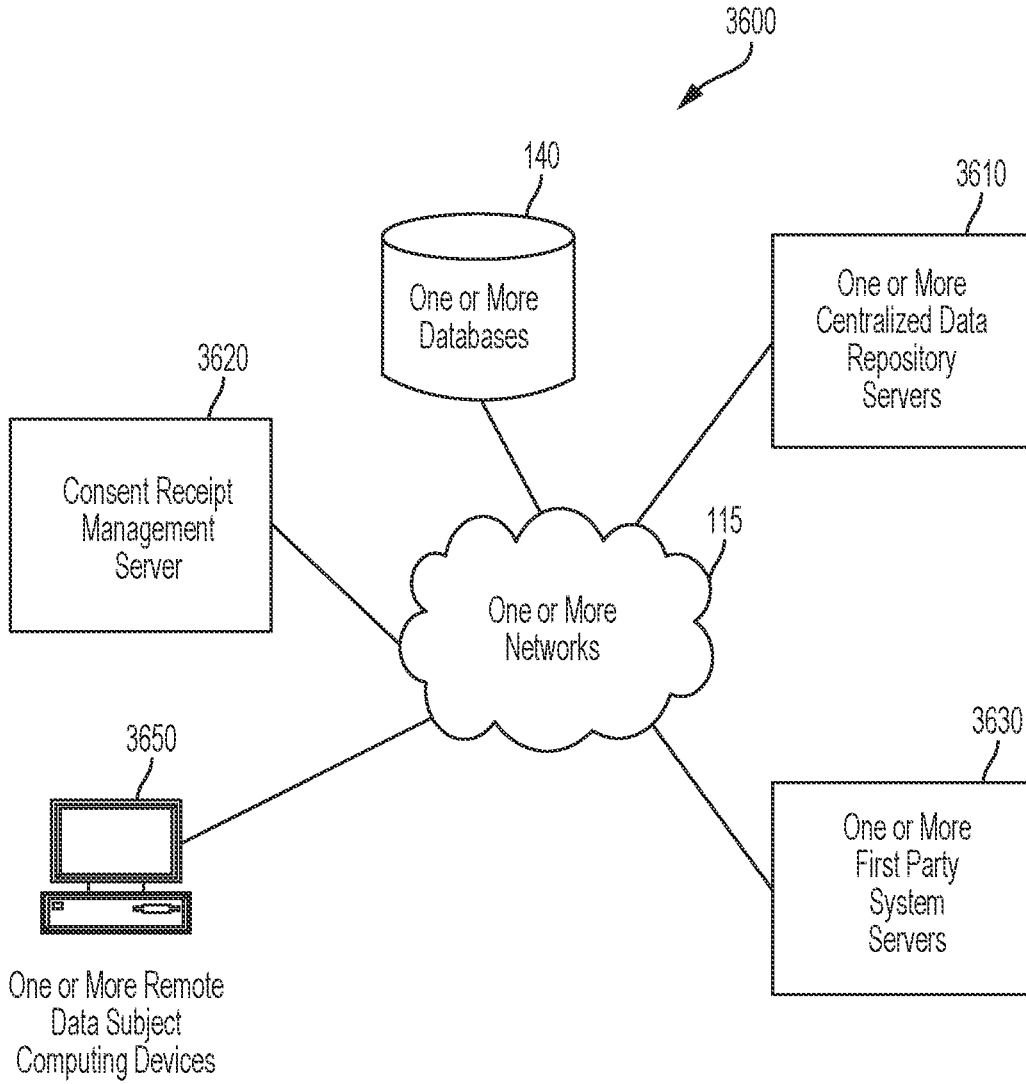 3600
140
One or More
Databases
3610
One or More
Centralized Data
Repository
Servers
3620
Consent Receipt
Management
Server
115
One or More
Networks
3650
One or More Remote
Data Subject
Computing Devices
3630
One or More
First Party
System
Servers